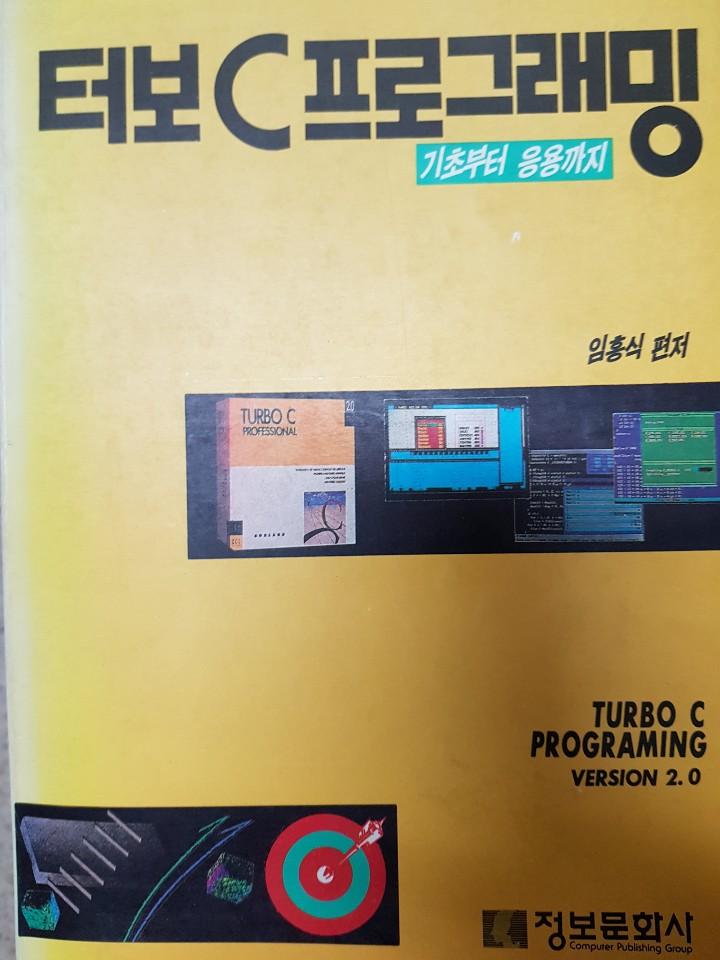 터보 C 프로그래밍
기초부터 응용까지
임홍식 편저
TURBO C
PROFESSIONAL
2.0
BORLAND
TURBO C
PROGRAMING
VERSION 2.0
정보문화사
Computer Publishing Group